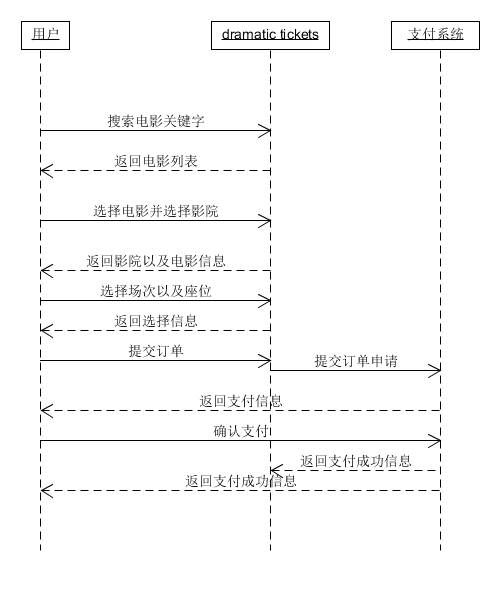 用户
dramatic tickets
支付系统
搜索电影关键字
返回电影列表
选择电影并选择影院
返回影院以及电影信息
选择场次以及座位
返回选择信息
提交订单
提交订单申请
返回支付信息
确认支付
返回支付成功信息
返回支付成功信息